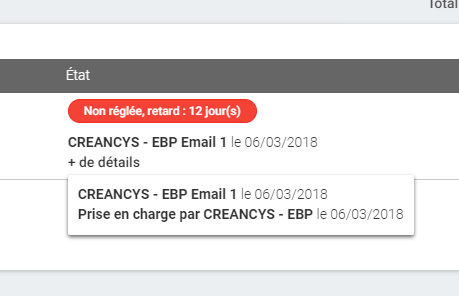 Total
État
Non réglée, retard : 12 jour(s)
CREANCYS - EBP Email 1 le 06/03/2018
+ de détails
CREANCYS - EBP Email 1 le 06/03/2018
Prise en charge par CREANCYS - EBP le 06/03/2018